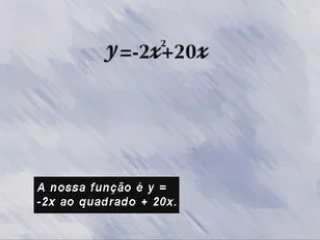 y=-2x²+20x
A nossa função é y =
-2x ao quadrado + 20x.